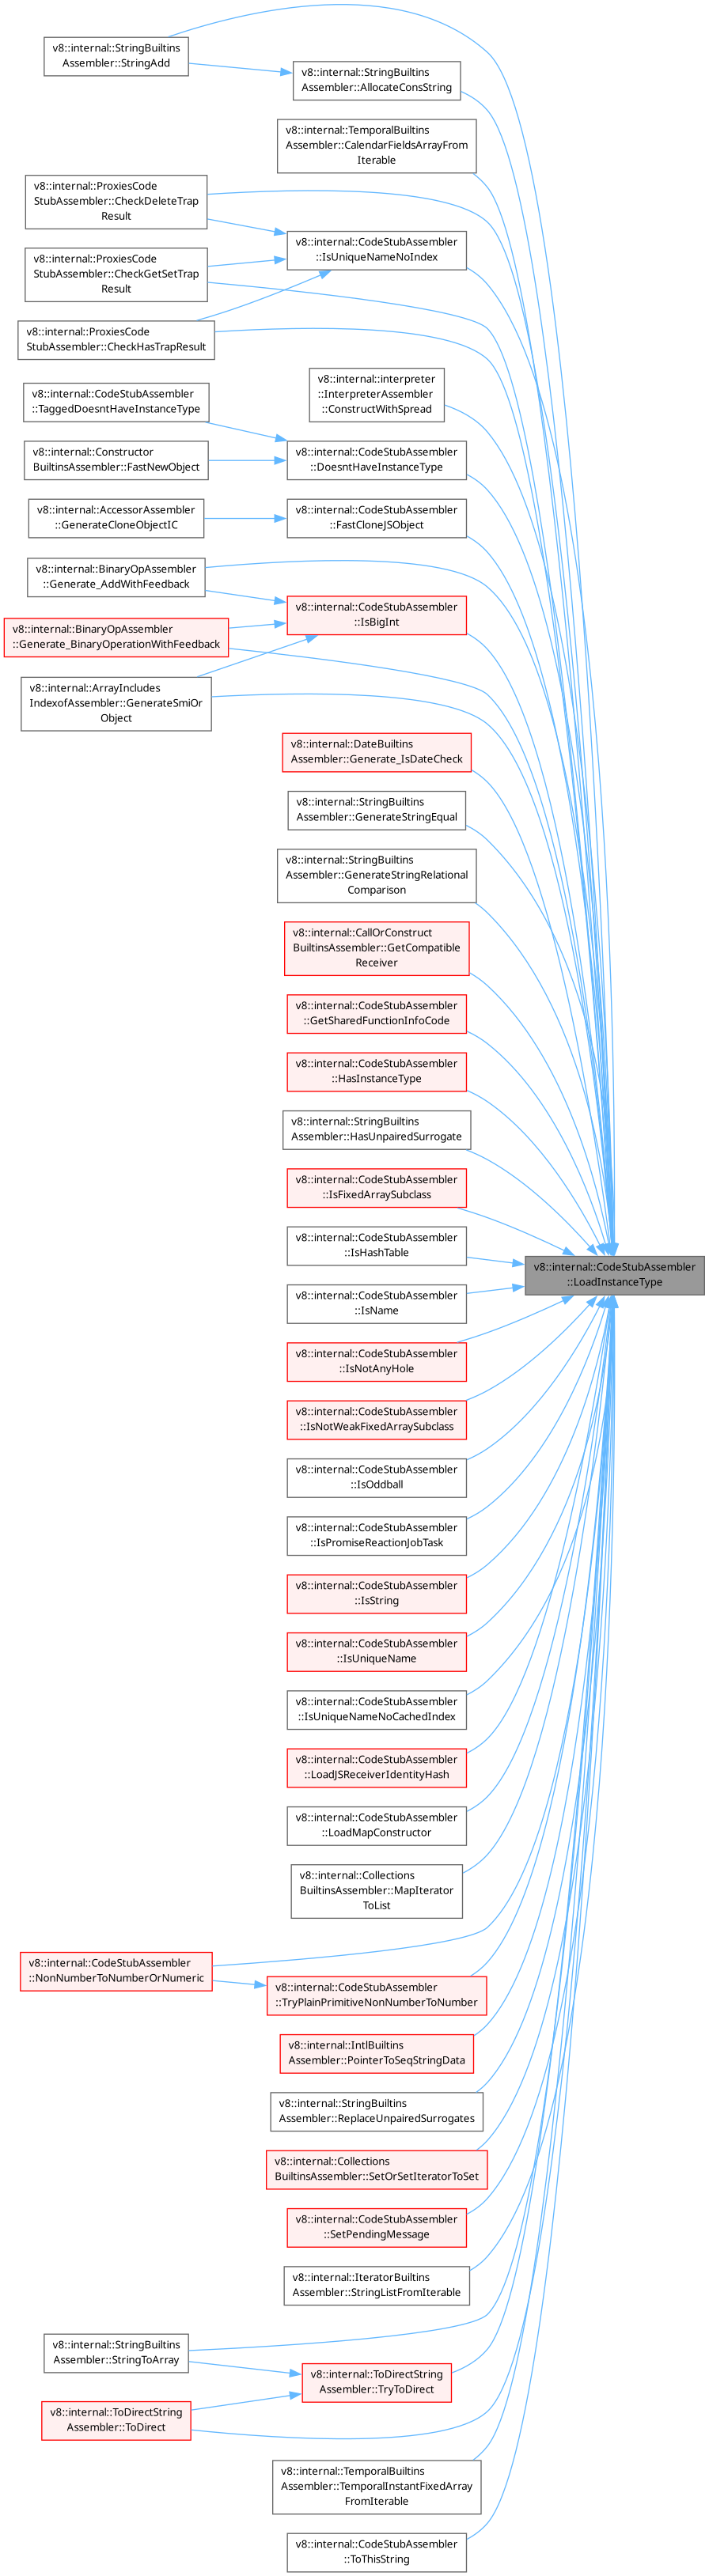 v8::internal::StringBuiltins
Assembler::StringAdd
v8::internal::StringBuiltins
Assembler::AllocateConsString
v8::internal::TemporalBuiltins
Assembler::CalendarFieldsArrayFrom
Iterable
v8::internal::ProxiesCode
StubAssembler::CheckDeleteTrap
Result
v8::internal::CodeStubAssembler
::IsUniqueNameNoIndex
v8::internal::ProxiesCode
StubAssembler::CheckGetSetTrap
Result
v8::internal::ProxiesCode
StubAssembler::CheckHasTrapResult
v8::internal::interpreter
::InterpreterAssembler
::ConstructWithSpread
v8::internal::CodeStubAssembler
::TaggedDoesntHaveInstanceType
v8::internal::Constructor
BuiltinsAssembler::FastNewObject
v8::internal::CodeStubAssembler
::DoesntHaveInstanceType
v8::internal::AccessorAssembler
::GenerateCloneObjectIC
v8::internal::CodeStubAssembler
::FastCloneJSObject
v8::internal::BinaryOpAssembler
::Generate_AddWithFeedback
v8::internal::CodeStubAssembler
::IsBigInt
v8::internal::BinaryOpAssembler
::Generate_BinaryOperationWithFeedback
v8::internal::ArrayIncludes
IndexofAssembler::GenerateSmiOr
Object
v8::internal::DateBuiltins
Assembler::Generate_IsDateCheck
v8::internal::StringBuiltins
Assembler::GenerateStringEqual
v8::internal::StringBuiltins
Assembler::GenerateStringRelational
Comparison
v8::internal::CallOrConstruct
BuiltinsAssembler::GetCompatible
Receiver
v8::internal::CodeStubAssembler
::GetSharedFunctionInfoCode
v8::internal::CodeStubAssembler
::HasInstanceType
v8::internal::StringBuiltins
Assembler::HasUnpairedSurrogate
v8::internal::CodeStubAssembler
::IsFixedArraySubclass
v8::internal::CodeStubAssembler
::IsHashTable
v8::internal::CodeStubAssembler
::LoadInstanceType
v8::internal::CodeStubAssembler
::IsName
v8::internal::CodeStubAssembler
::IsNotAnyHole
v8::internal::CodeStubAssembler
::IsNotWeakFixedArraySubclass
v8::internal::CodeStubAssembler
::IsOddball
v8::internal::CodeStubAssembler
::IsPromiseReactionJobTask
v8::internal::CodeStubAssembler
::IsString
v8::internal::CodeStubAssembler
::IsUniqueName
v8::internal::CodeStubAssembler
::IsUniqueNameNoCachedIndex
v8::internal::CodeStubAssembler
::LoadJSReceiverIdentityHash
v8::internal::CodeStubAssembler
::LoadMapConstructor
v8::internal::Collections
BuiltinsAssembler::MapIterator
ToList
v8::internal::CodeStubAssembler
::NonNumberToNumberOrNumeric
v8::internal::CodeStubAssembler
::TryPlainPrimitiveNonNumberToNumber
v8::internal::IntlBuiltins
Assembler::PointerToSeqStringData
v8::internal::StringBuiltins
Assembler::ReplaceUnpairedSurrogates
v8::internal::Collections
BuiltinsAssembler::SetOrSetIteratorToSet
v8::internal::CodeStubAssembler
::SetPendingMessage
v8::internal::IteratorBuiltins
Assembler::StringListFromIterable
v8::internal::StringBuiltins
Assembler::StringToArray
v8::internal::ToDirectString
Assembler::TryToDirect
v8::internal::ToDirectString
Assembler::ToDirect
v8::internal::TemporalBuiltins
Assembler::TemporalInstantFixedArray
FromIterable
v8::internal::CodeStubAssembler
::ToThisString